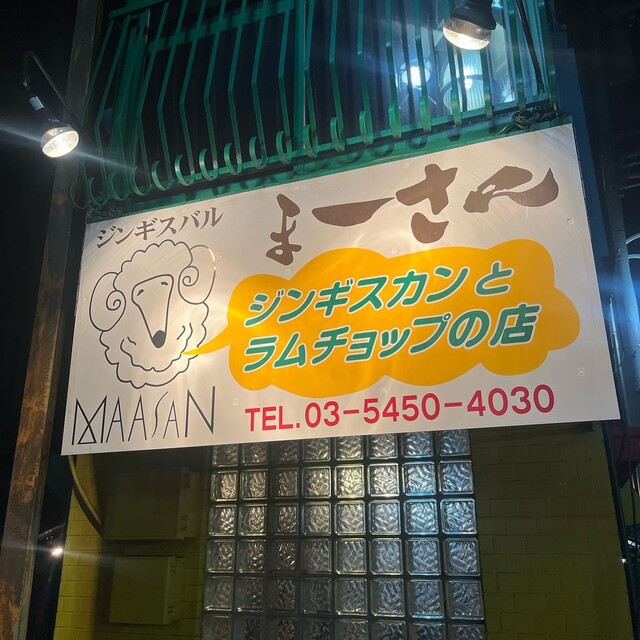 ジンギスバル
まーさん
ジンギスカンと
ラムチョップの店
MAASAN
TEL. 03-5450-4030